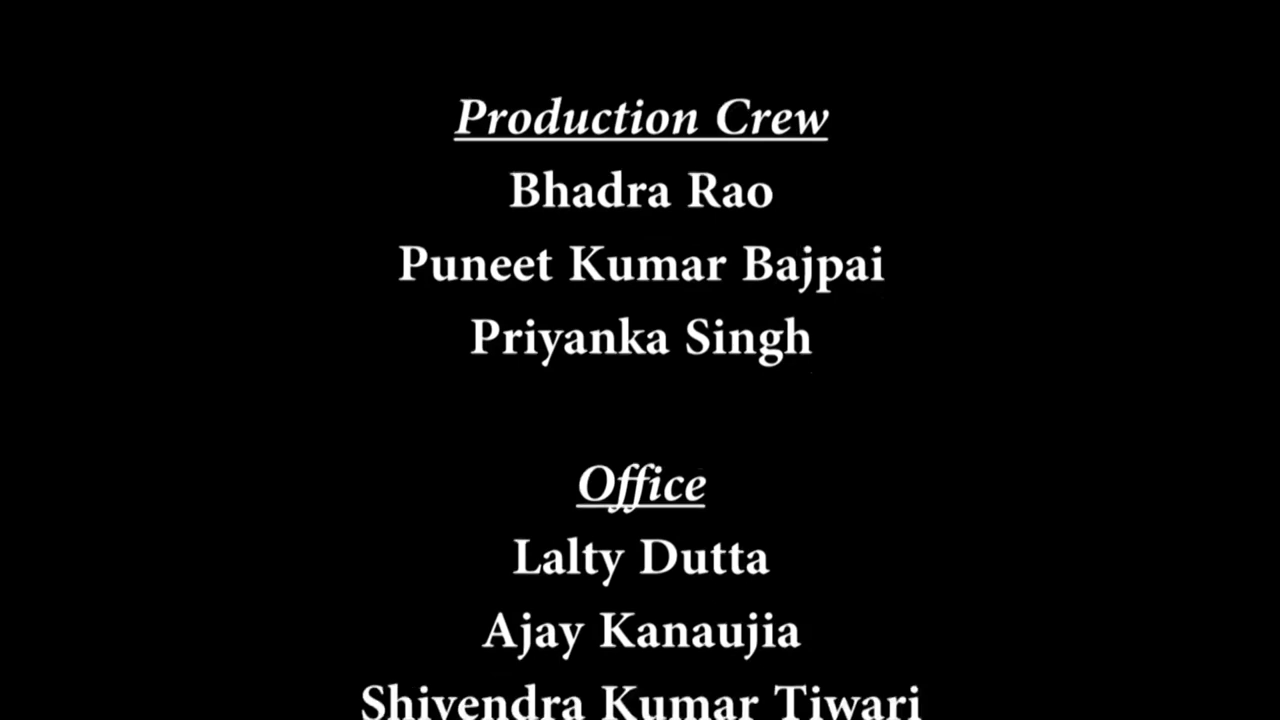 Production Crew
Bhadra Rao
Puneet Kumar Bajpai
Priyanka Singh
Office
Lalty Dutta
Ajay Kanaujia
Shivendra Kumar Tiwari